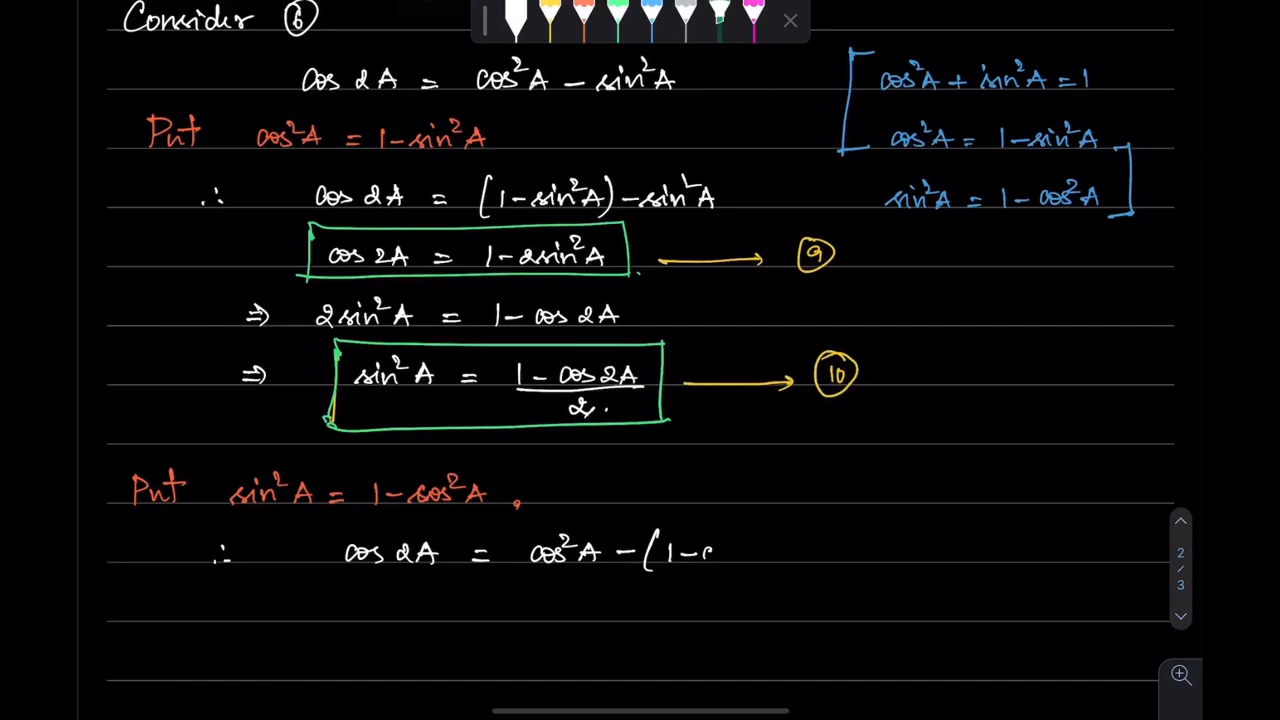 Consider ⑥
cos 2A = cos²A - sin²A
cos²A + sin²A = 1
Put cos²A = 1 - sin²A
cos²A = 1 - sin²A
∴ cos 2A = (1 - sin²A) - sin²A
sin²A = 1 - cos²A
cos 2A = 1 - 2sin²A → ⑨
⇒ 2sin²A = 1 - cos 2A
⇒ sin²A = (1 - cos 2A)/2. → ⑩
Put sin²A = 1 - cos²A,
∴ cos 2A = cos²A - (1 - c
2
/
3